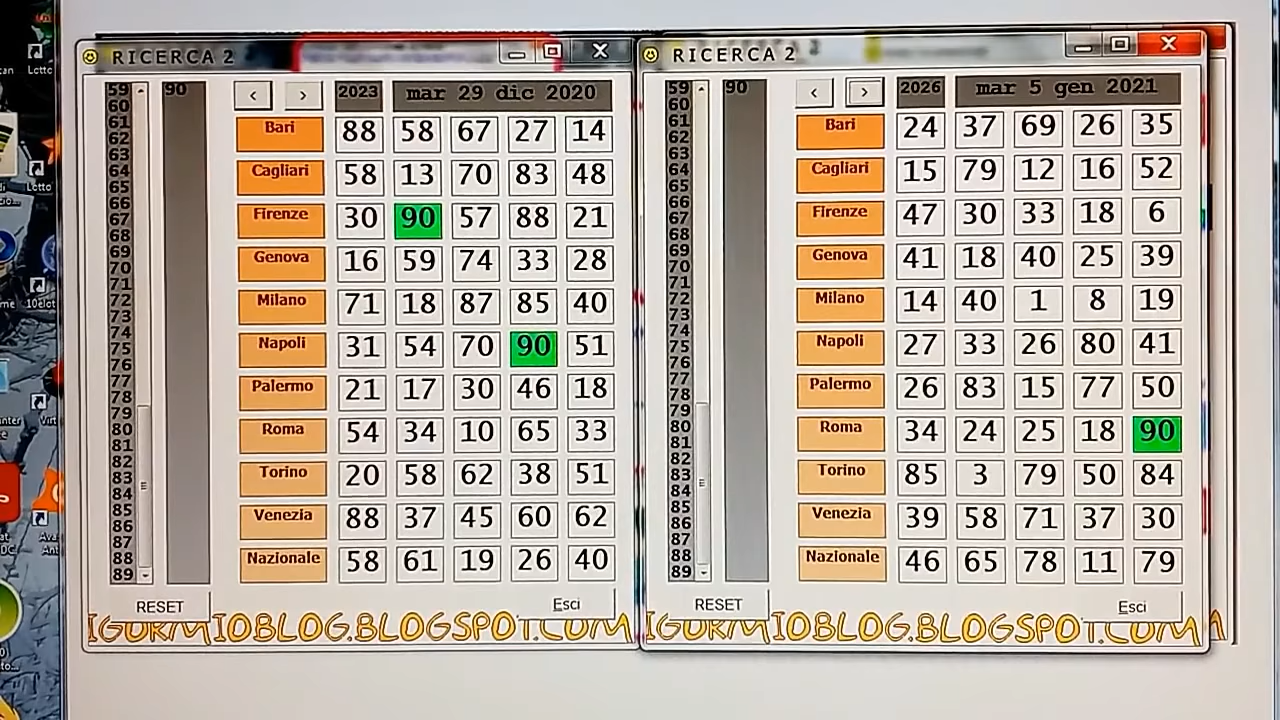 RICERCA 2
59 90 < > 2023 mar 29 dic 2020
60
61 Bari 88 58 67 27 14
62
63
64 Cagliari 58 13 70 83 48
65
66
67 Firenze 30 90 57 88 21
68
69
70 Genova 16 59 74 33 28
71
72 Milano 71 18 87 85 40
73
74
75 Napoli 31 54 70 90 51
76
77
78 Palermo 21 17 30 46 18
79
80 Roma 54 34 10 65 33
81
82
83 Torino 20 58 62 38 51
84
85
86 Venezia 88 37 45 60 62
87
88 Nazionale 58 61 19 26 40
89
RESET Esci
IGORMIOBLOG.BLOGSPOT.COM
RICERCA 2
59 90 < > 2026 mar 5 gen 2021
60
61 Bari 24 37 69 26 35
62
63
64 Cagliari 15 79 12 16 52
65
66
67 Firenze 47 30 33 18 6
68
69
70 Genova 41 18 40 25 39
71
72 Milano 14 40 1 8 19
73
74
75 Napoli 27 33 26 80 41
76
77
78 Palermo 26 83 15 77 50
79
80 Roma 34 24 25 18 90
81
82
83 Torino 85 3 79 50 84
84
85
86 Venezia 39 58 71 37 30
87
88 Nazionale 46 65 78 11 79
89
RESET Esci
IGORMIOBLOG.BLOGSPOT.COM
Lotto
Lotto